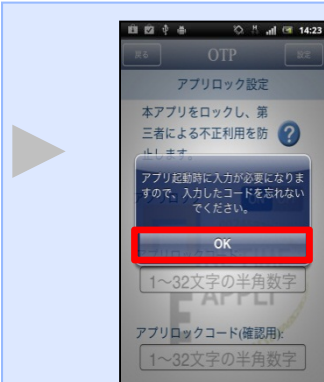 14:23
戻る OTP 設定
アプリロック設定
本アプリをロックし、第
三者による不正利用を防
止します。
アプリ起動時に入力が必要になりま
すので、入力したコードを忘れない
でください。
OK
1～32文字の半角数字
アプリロックコード(確認用):
1～32文字の半角数字